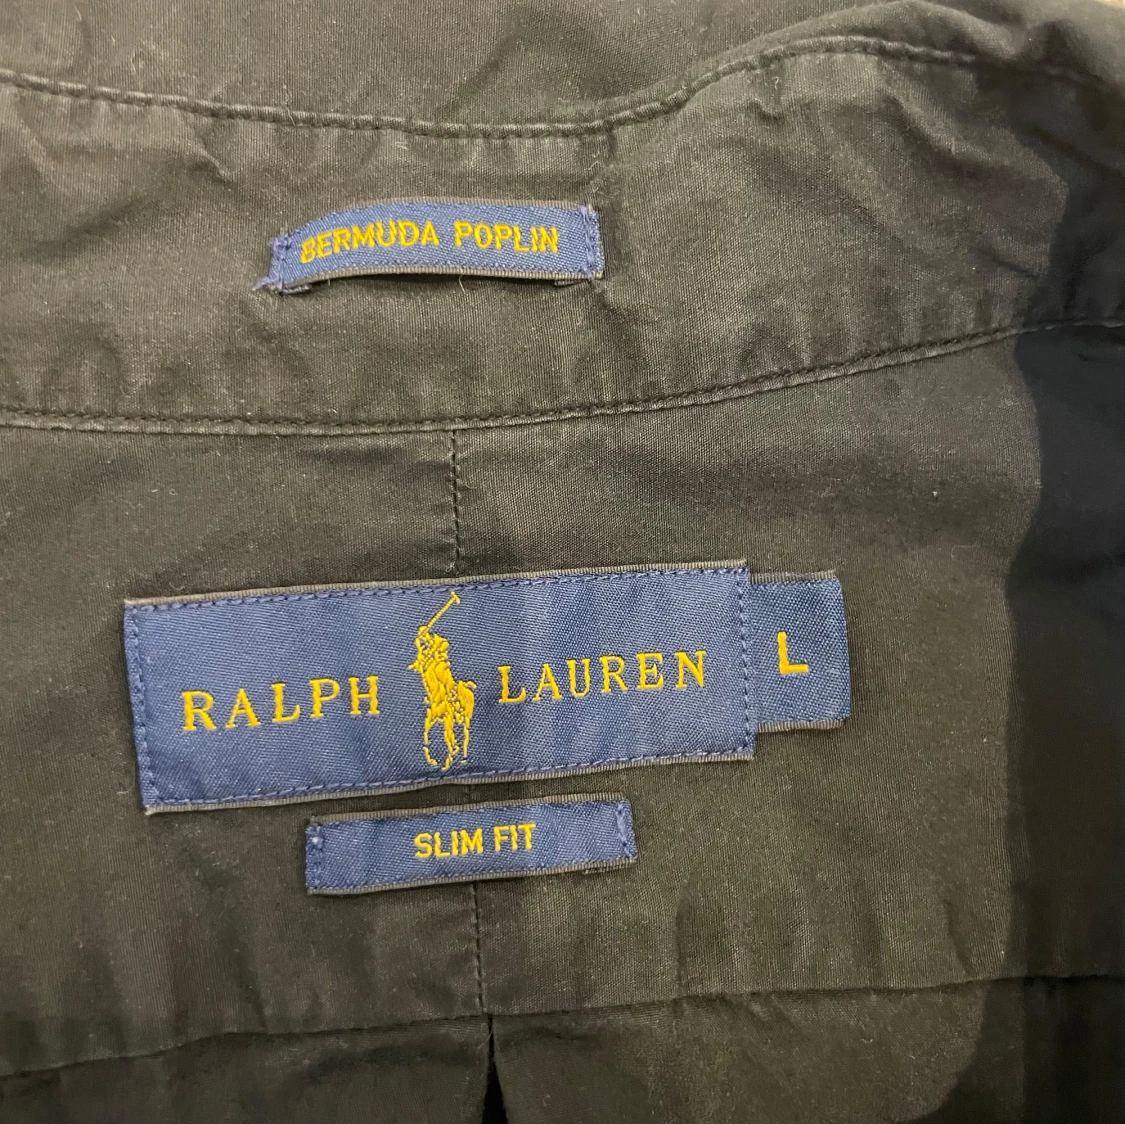 BERMUDA POPLIN
RALPH LAUREN
L
SLIM FIT